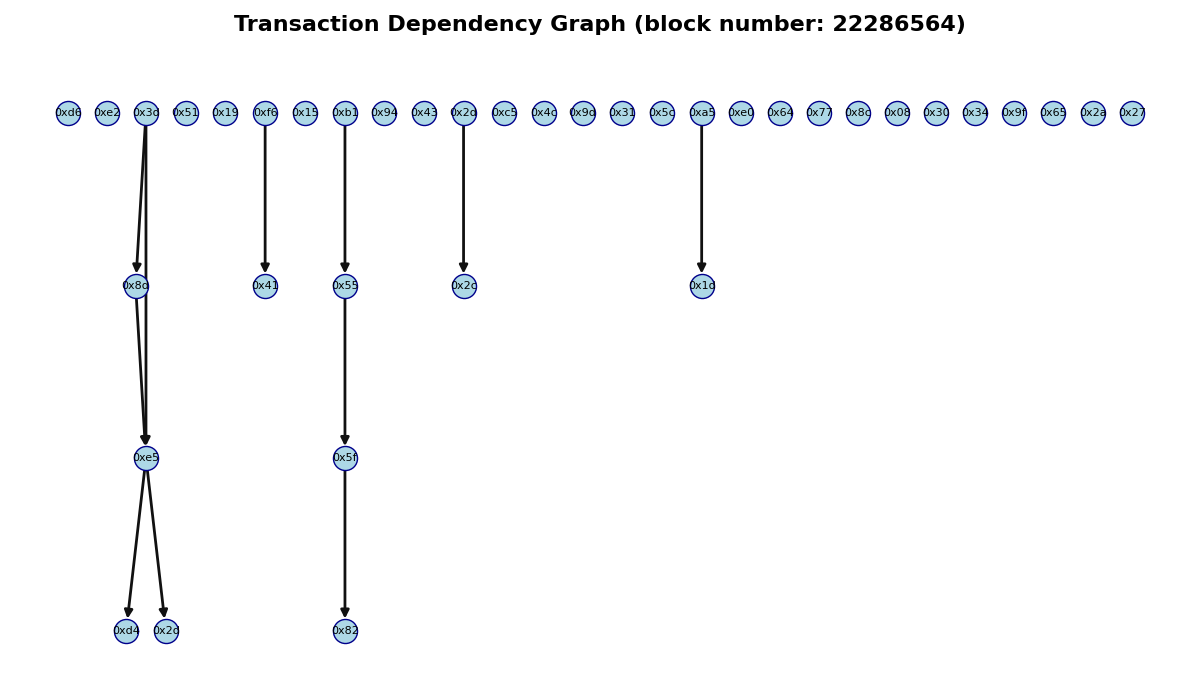 Transaction Dependency Graph (block number: 22286564)
0xd6 0xe2 0x3d 0x51 0x19 0xf6 0x15 0xb1 0x94 0x43 0x2d 0xc5 0x4c 0x9d 0x31 0x5c 0xa5 0xe0 0x64 0x77 0x8c 0x08 0x30 0x34 0x9f 0x65 0x2a 0x27
0x8d 0x41 0x55 0x2c 0x1d
0xe5 0x5f
0xd4 0x2d 0x82